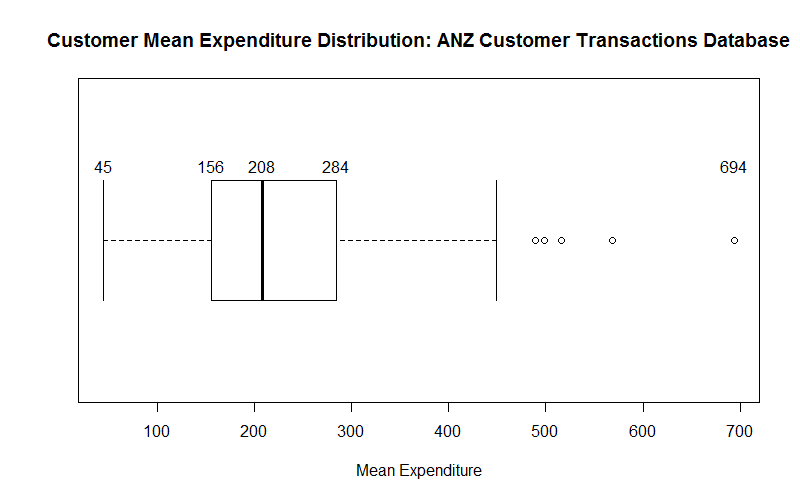 Customer Mean Expenditure Distribution: ANZ Customer Transactions Database
45 156 208 284 694
100 200 300 400 500 600 700
Mean Expenditure